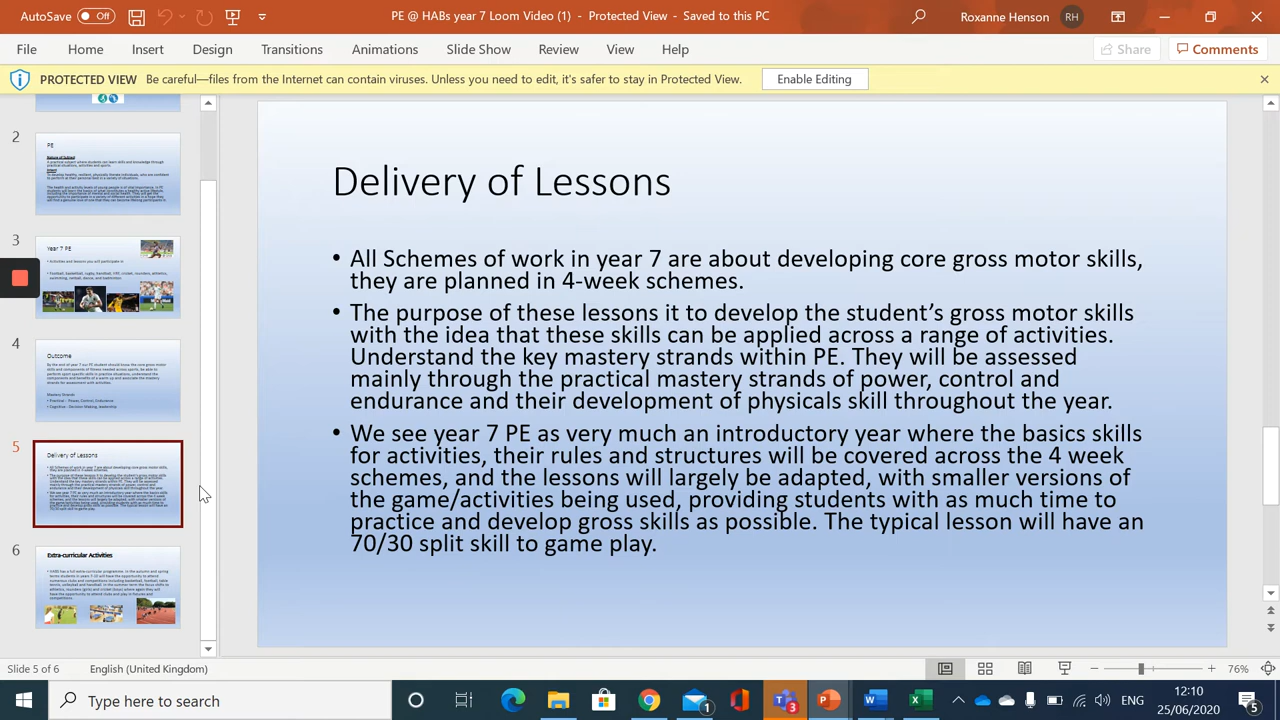 AutoSave Off PE @ HABs year 7 Loom Video (1) - Protected View - Saved to this PC Roxanne Henson RH
File Home Insert Design Transitions Animations Slide Show Review View Help Share Comments
PROTECTED VIEW Be careful—files from the Internet can contain viruses. Unless you need to edit, it's safer to stay in Protected View. Enable Editing
2
PE
Nature of Subject
3
Year 7 PE
4
Outcome
5
Delivery of Lessons
6
Extra-curricular Activities
Delivery of Lessons
• All Schemes of work in year 7 are about developing core gross motor skills,
they are planned in 4-week schemes.
• The purpose of these lessons it to develop the student's gross motor skills
with the idea that these skills can be applied across a range of activities.
Understand the key mastery strands within PE. They will be assessed
mainly through the practical mastery strands of power, control and
endurance and their development of physicals skill throughout the year.
• We see year 7 PE as very much an introductory year where the basics skills
for activities, their rules and structures will be covered across the 4 week
schemes, and the lessons will largely be adapted, with smaller versions of
the game/activities being used, providing students with as much time to
practice and develop gross skills as possible. The typical lesson will have an
70/30 split skill to game play.
Slide 5 of 6 English (United Kingdom) 76%
Type here to search 1 3 ENG 12:10
25/06/2020 5